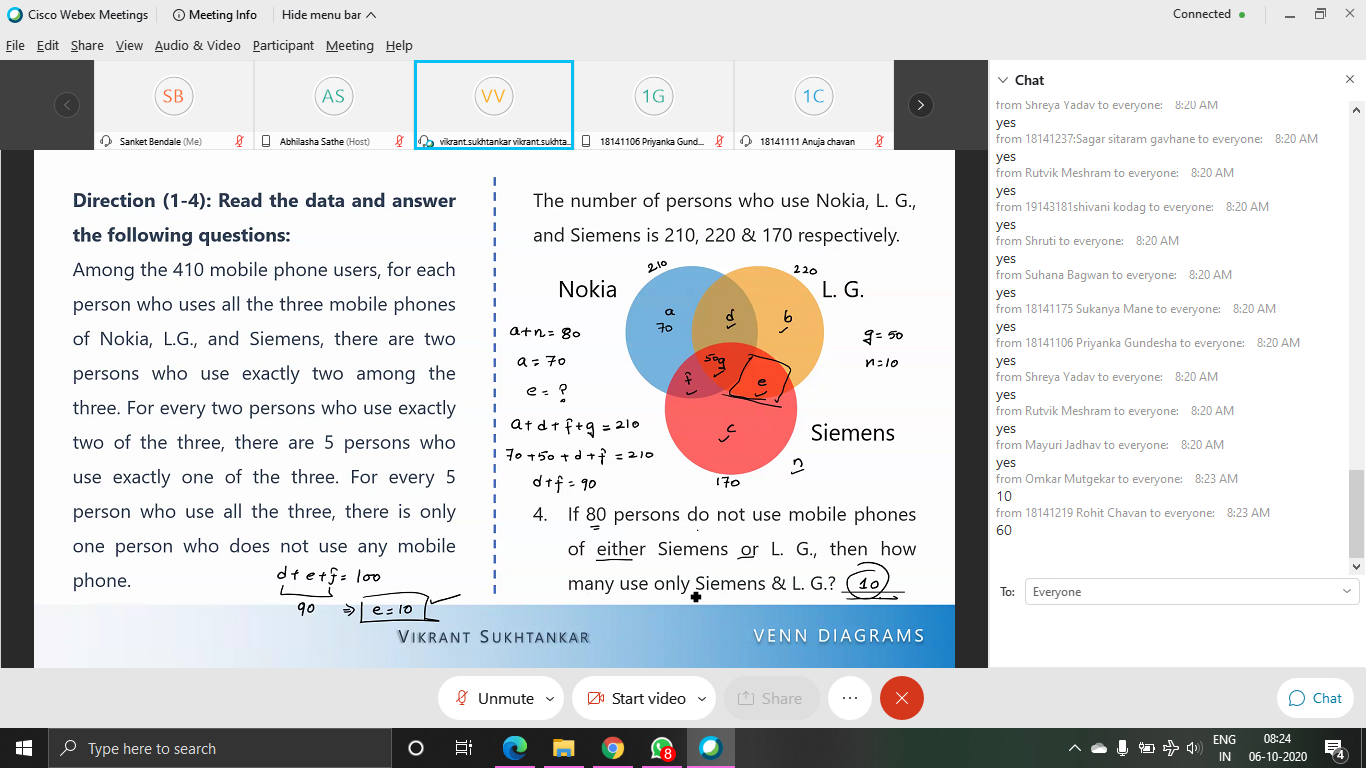 Cisco Webex Meetings
Meeting Info
Hide menu bar
Connected
File Edit Share View Audio & Video Participant Meeting Help
SB
AS
VV
1G
1C
Sanket Bendale (Me)
Abhilasha Sathe (Host)
vikrant.sukhtankar vikrant.sukhta...
18141106 Priyanka Gund...
18141111 Anuja chavan
Direction (1-4): Read the data and answer
the following questions:
Among the 410 mobile phone users, for each
person who uses all the three mobile phones
of Nokia, L.G., and Siemens, there are two
persons who use exactly two among the
three. For every two persons who use exactly
two of the three, there are 5 persons who
use exactly one of the three. For every 5
person who use all the three, there is only
one person who does not use any mobile
phone.
d + e + f = 100
90 ⇒ e = 10
The number of persons who use Nokia, L. G.,
and Siemens is 210, 220 & 170 respectively.
210
220
Nokia
L. G.
a
70
d
b
a + n = 80
a = 70
e = ?
g = 50
n = 10
50g
f
e
a + d + f + g = 210
70 + 50 + d + f = 210
d + f = 90
c
Siemens
n
170
4. If 80 persons do not use mobile phones
of either Siemens or L. G., then how
many use only Siemens & L. G.? 10
VIKRANT SUKHTANKAR
VENN DIAGRAMS
Chat
from Shreya Yadav to everyone: 8:20 AM
yes
from 18141237:Sagar sitaram gavhane to everyone: 8:20 AM
yes
from Rutvik Meshram to everyone: 8:20 AM
yes
from 19143181shivani kodag to everyone: 8:20 AM
yes
from Shruti to everyone: 8:20 AM
yes
from Suhana Bagwan to everyone: 8:20 AM
yes
from 18141175 Sukanya Mane to everyone: 8:20 AM
yes
from 18141106 Priyanka Gundesha to everyone: 8:20 AM
yes
from Shreya Yadav to everyone: 8:20 AM
yes
from Rutvik Meshram to everyone: 8:20 AM
yes
from Mayuri Jadhav to everyone: 8:20 AM
yes
from Omkar Mutgekar to everyone: 8:23 AM
10
from 18141219 Rohit Chavan to everyone: 8:23 AM
60
To: Everyone
Unmute
Start video
Share
Chat
Type here to search
8
ENG
IN
08:24
06-10-2020
4